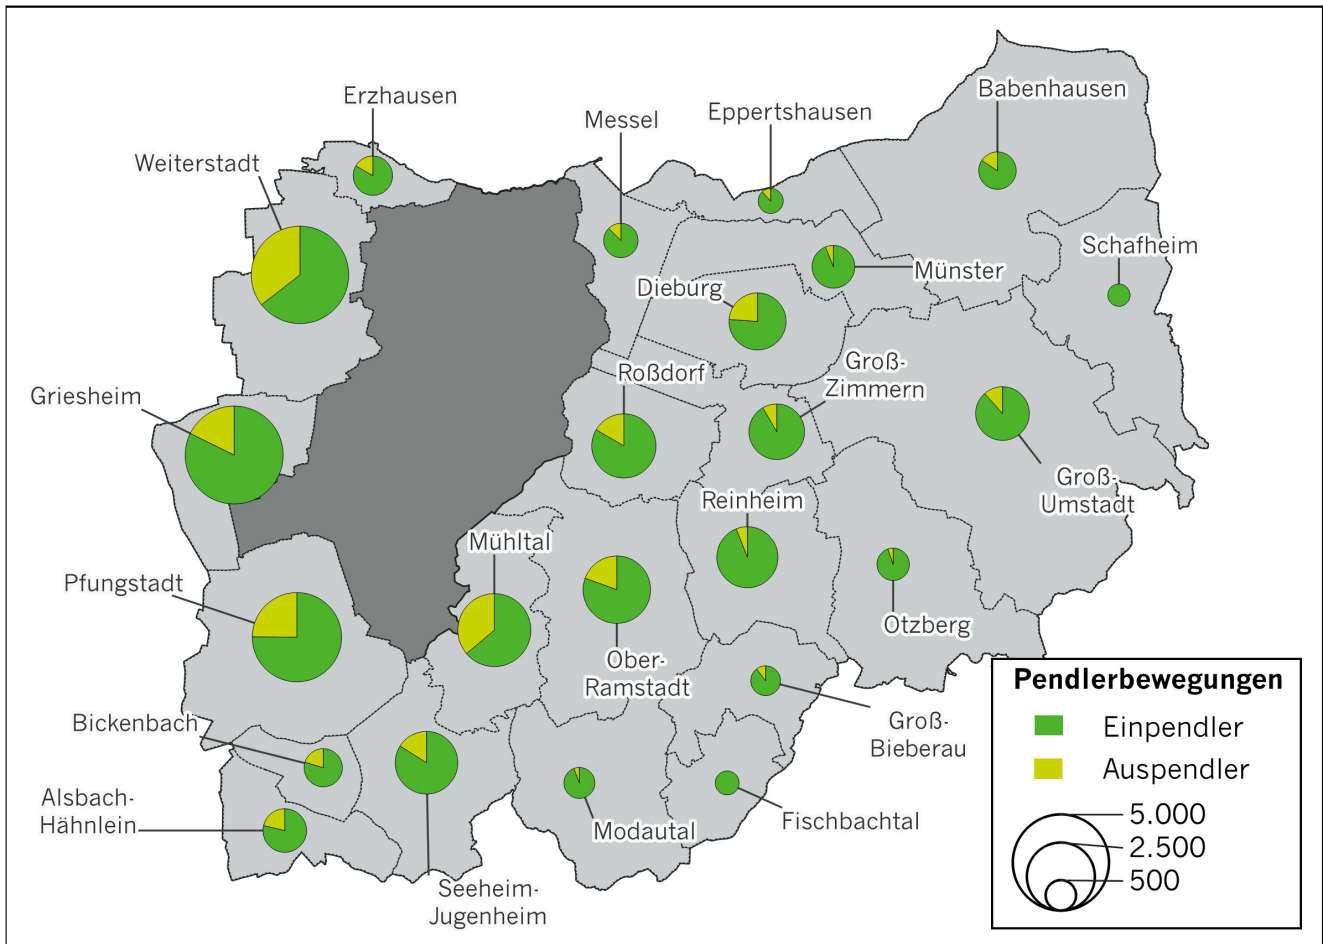 Erzhausen
Messel
Eppertshausen
Babenhausen
Weiterstadt
Schafheim
Münster
Dieburg
Groß-
Zimmern
Roßdorf
Griesheim
Groß-
Umstadt
Reinheim
Mühltal
Pfungstadt
Otzberg
Ober-
Ramstadt
Bickenbach
Groß-
Bieberau
Alsbach-
Hähnlein
Modautal
Fischbachtal
Seeheim-
Jugenheim
Pendlerbewegungen
Einpendler
Auspendler
5.000
2.500
500